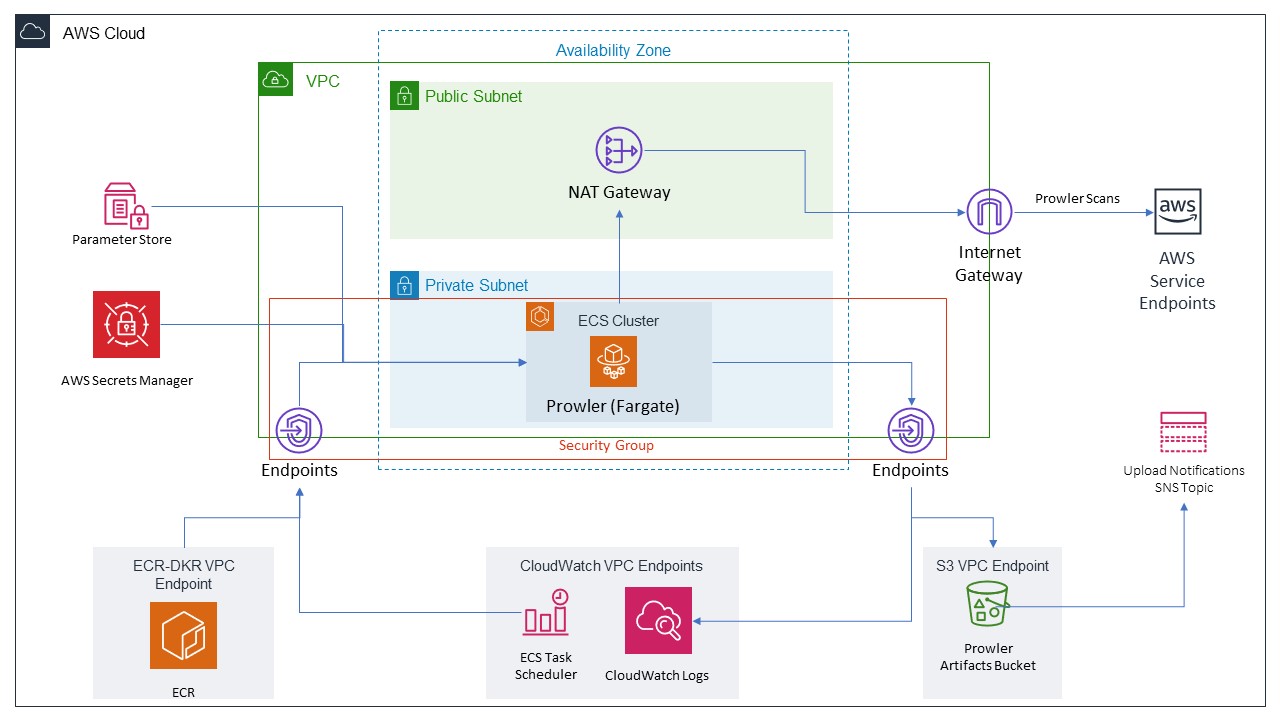 AWS Cloud
Availability Zone
VPC
Public Subnet
NAT Gateway
Parameter Store
Prowler Scans
aws
Internet
Gateway
AWS
Service
Endpoints
Private Subnet
ECS Cluster
Prowler (Fargate)
AWS Secrets Manager
Security Group
Endpoints
Endpoints
Upload Notifications
SNS Topic
ECR-DKR VPC
Endpoint
ECR
CloudWatch VPC Endpoints
ECS Task
Scheduler
CloudWatch Logs
S3 VPC Endpoint
Prowler
Artifacts Bucket